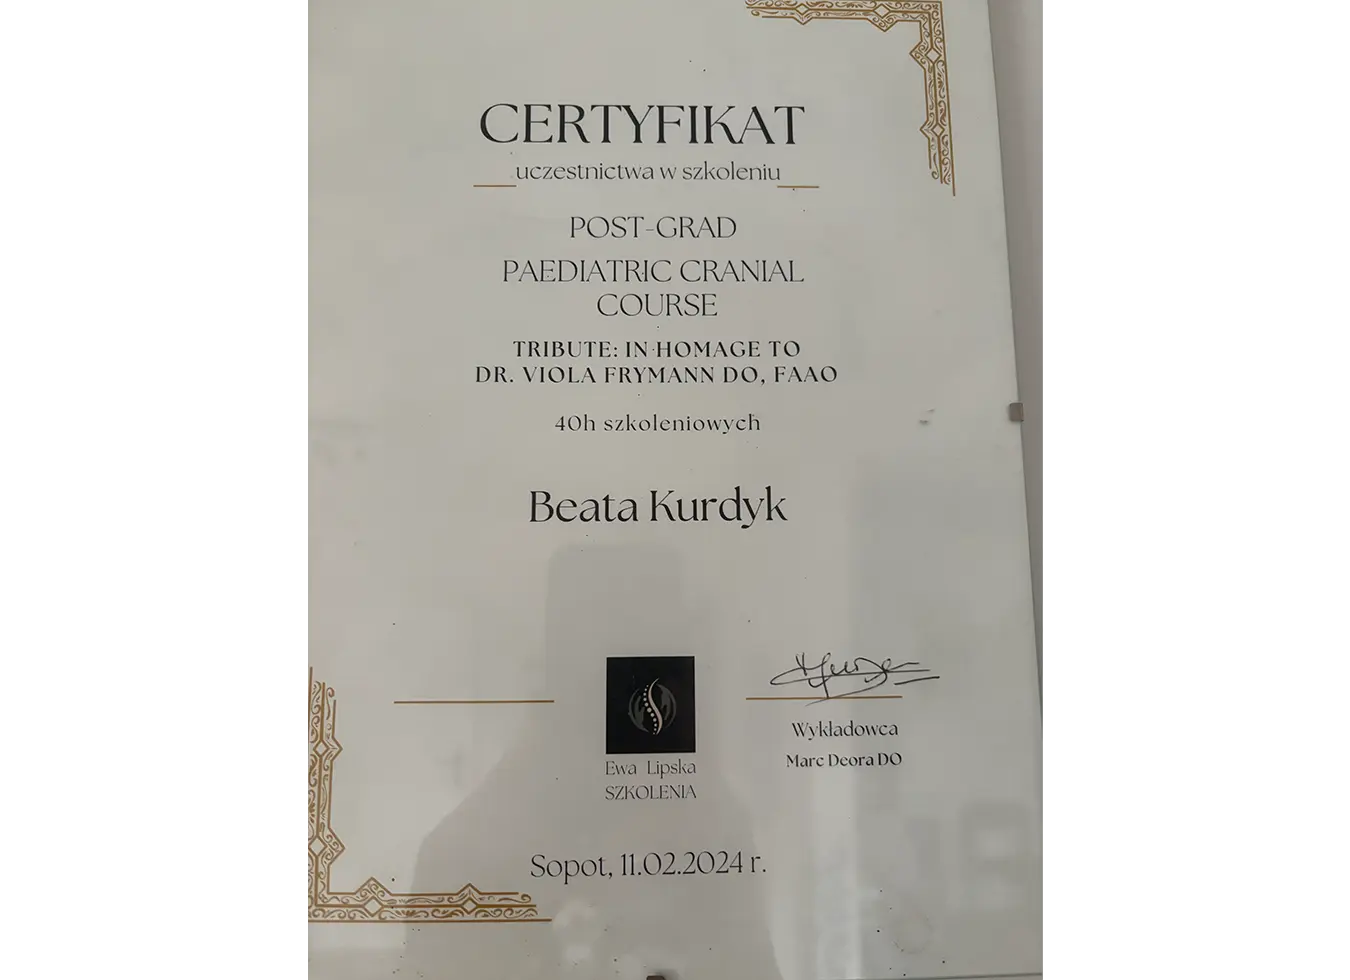 CERTYFIKAT
uczestnictwa w szkoleniu
POST-GRAD
PAEDIATRIC CRANIAL
COURSE
TRIBUTE: IN HOMAGE TO
DR. VIOLA FRYMANN DO, FAAO
40h szkoleniowych
Beata Kurdyk
Wykładowca
Marc Deora DO
Ewa Lipska
SZKOLENIA
Sopot, 11.02.2024 r.